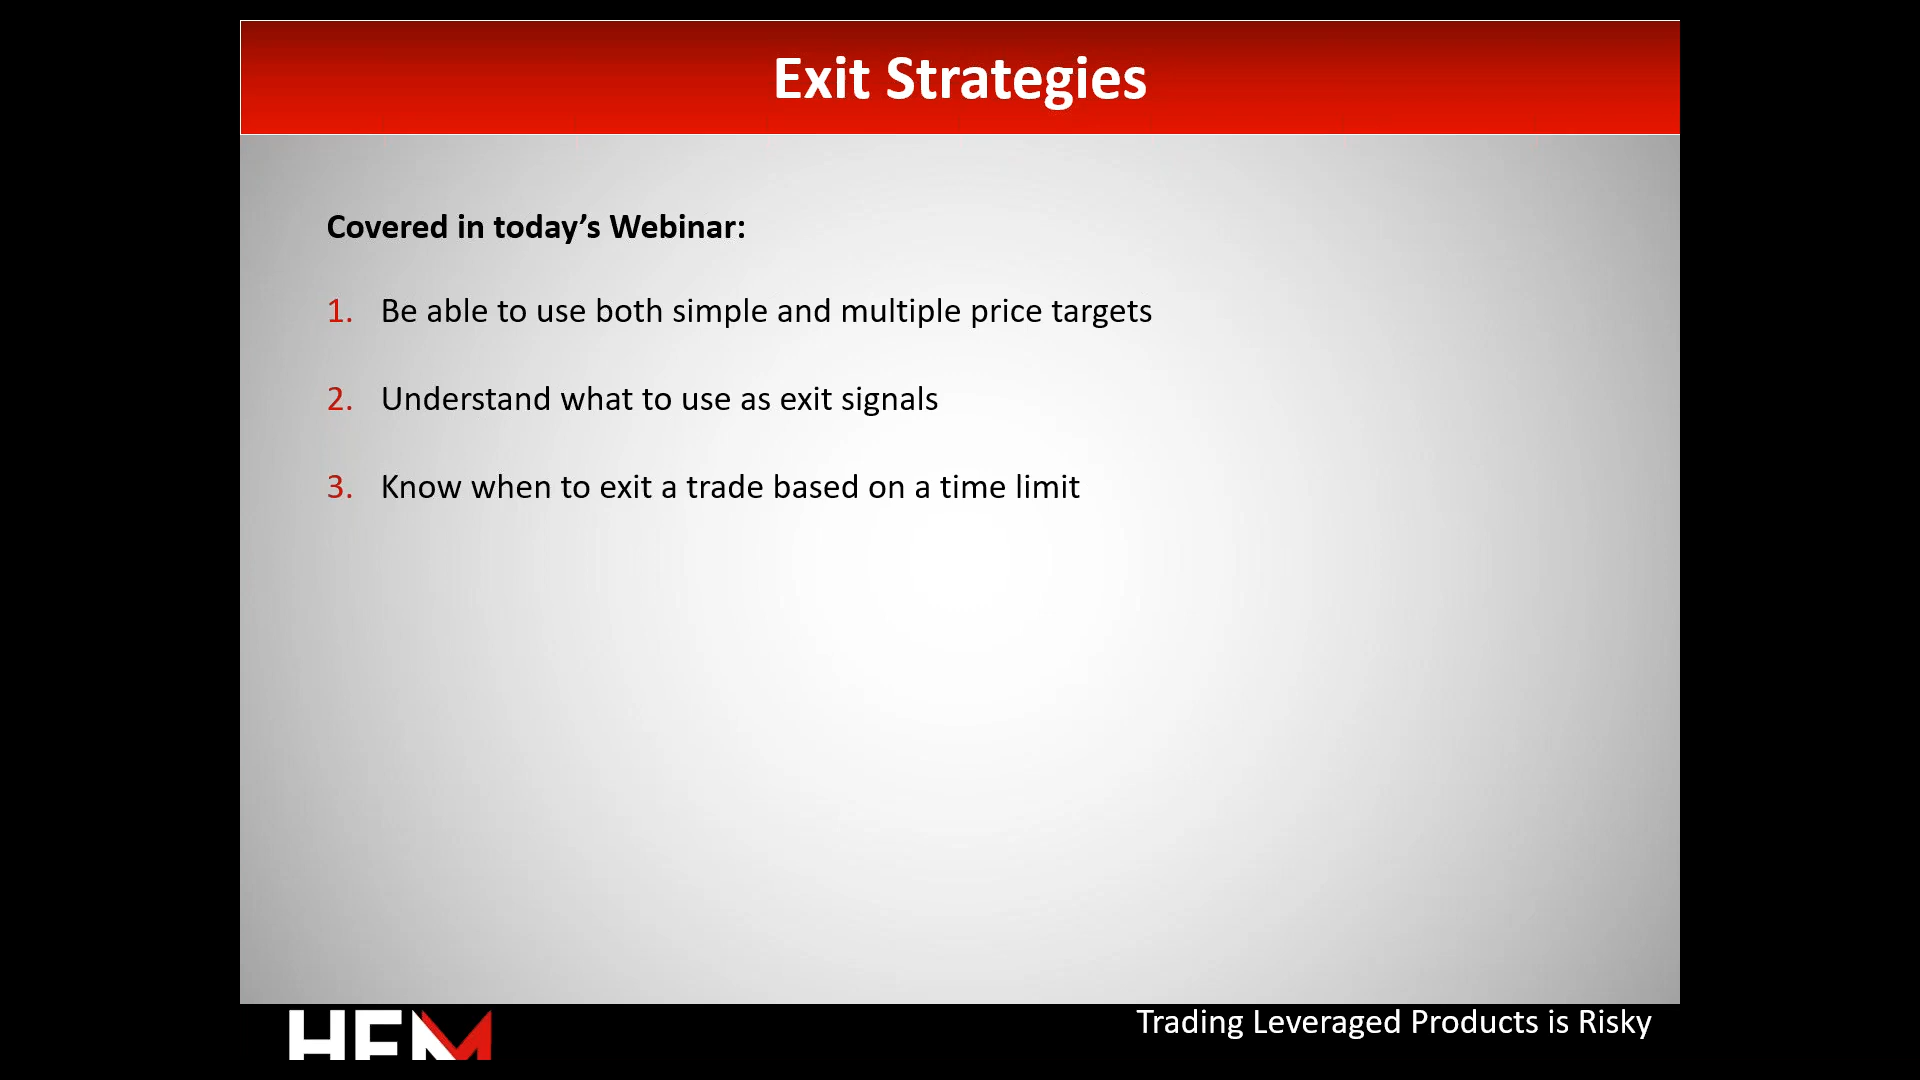 Exit Strategies
Covered in today’s Webinar:
1. Be able to use both simple and multiple price targets
2. Understand what to use as exit signals
3. Know when to exit a trade based on a time limit
HFM
Trading Leveraged Products is Risky